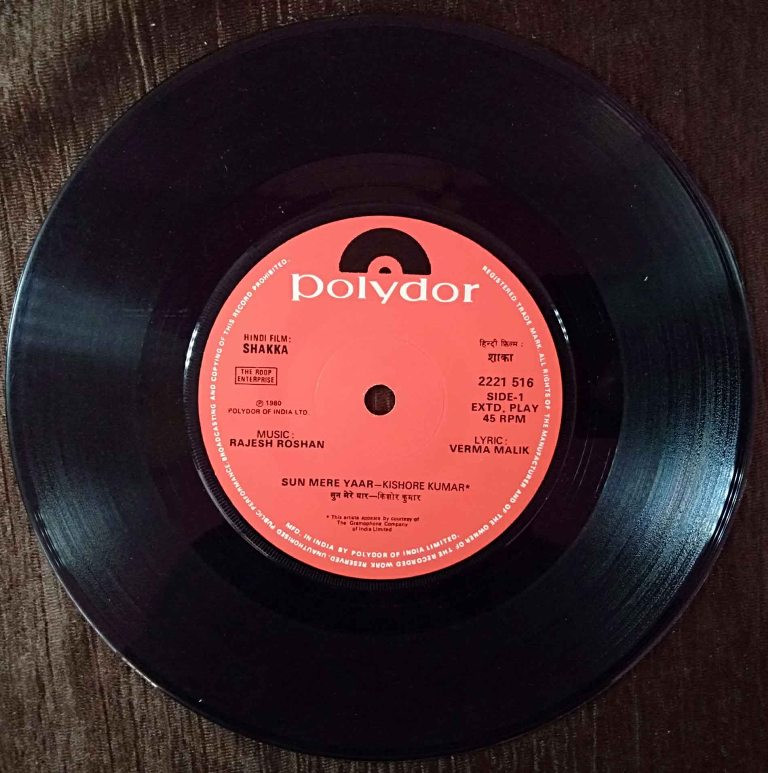 polydor
HINDI FILM:
SHAKKA
हिन्दी फ़िल्म :
शाका
THE ROOP
ENTERPRISE
℗ 1980
POLYDOR OF INDIA LTD.
2221 516
SIDE-1
EXTD. PLAY
45 RPM
MUSIC:
RAJESH ROSHAN
LYRIC:
VERMA MALIK
SUN MERE YAAR—KISHORE KUMAR*
सुन मेरे यार—किशोर कुमार
* This artiste appears by courtesy of
The Gramophone Company
of India Limited
REGISTERED TRADE MARK. ALL RIGHTS OF THE MANUFACTURER AND OF THE OWNER OF THE RECORDED WORK RESERVED. UNAUTHORISED PUBLIC PERFORMANCE, BROADCASTING AND COPYING OF THIS RECORD PROHIBITED.
MFD. IN INDIA BY POLYDOR OF INDIA LIMITED.